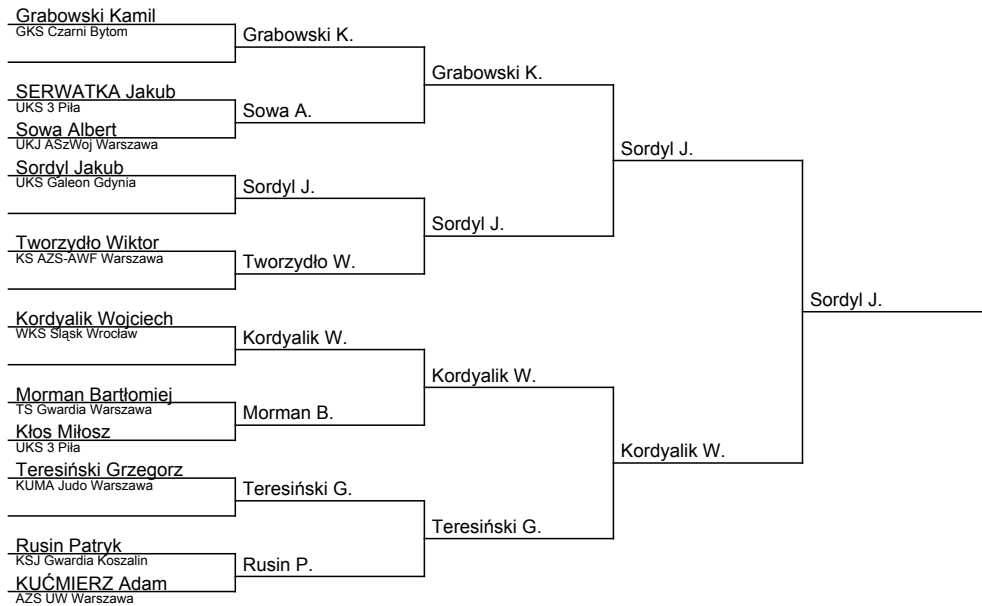 Grabowski Kamil
GKS Czarni Bytom
SERWATKA Jakub
UKS 3 Piła
Sowa Albert
UKJ ASzWoj Warszawa
Sordyl Jakub
UKS Galeon Gdynia
Tworzydło Wiktor
KS AZS-AWF Warszawa
Kordyalik Wojciech
WKS Śląsk Wrocław
Morman Bartłomiej
TS Gwardia Warszawa
Kłos Miłosz
UKS 3 Piła
Teresiński Grzegorz
KUMA Judo Warszawa
Rusin Patryk
KSJ Gwardia Koszalin
KUĆMIERZ Adam
AZS UW Warszawa
Grabowski K.
Sowa A.
Sordyl J.
Tworzydło W.
Kordyalik W.
Morman B.
Teresiński G.
Rusin P.
Grabowski K.
Sordyl J.
Kordyalik W.
Teresiński G.
Sordyl J.
Kordyalik W.
Sordyl J.